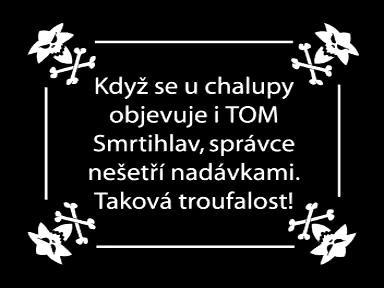 Když se u chalupy
objevuje i TOM
Smrtihlav, správce
nešetří nadávkami.
Taková troufalost!